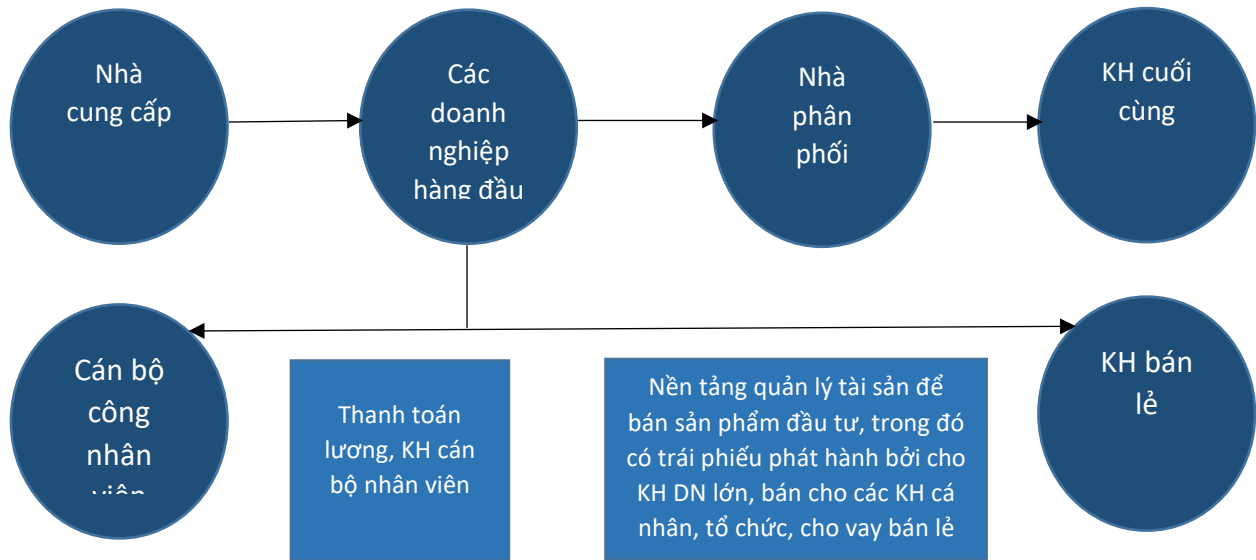 Nhà
cung cấp
Các
doanh
nghiệp
hàng đầu
Nhà
phân
phối
KH cuối
cùng
Cán bộ
công
nhân
viên
Thanh toán
lương, KH cán
bộ nhân viên
Nền tảng quản lý tài sản để
bán sản phẩm đầu tư, trong đó
có trái phiếu phát hành bởi cho
KH DN lớn, bán cho các KH cá
nhân, tổ chức, cho vay bán lẻ
KH bán
lẻ